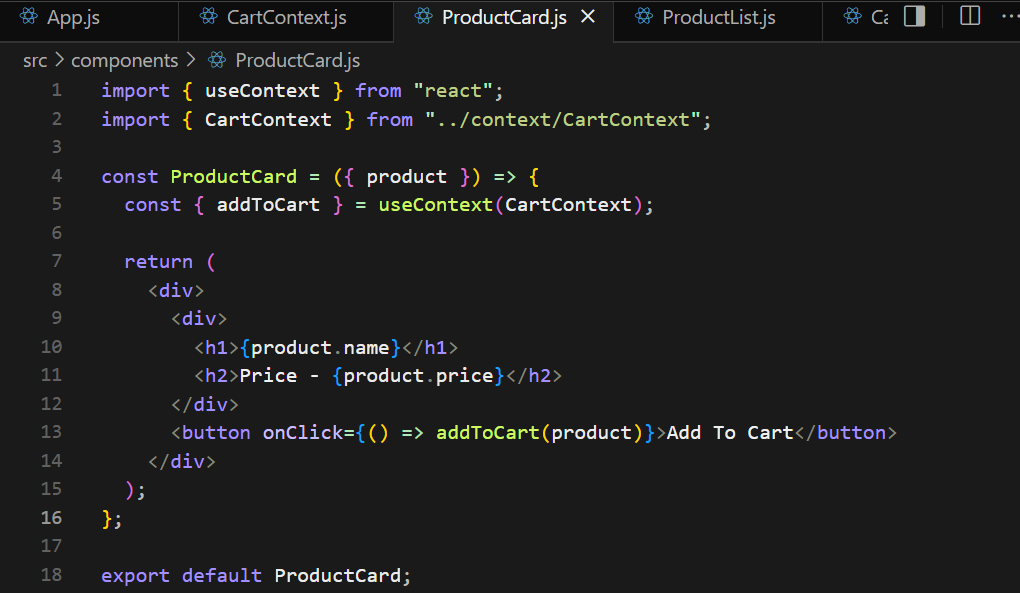 App.js CartContext.js ProductCard.js ProductList.js Ca
src > components > ProductCard.js
1 import { useContext } from "react";
2 import { CartContext } from "../context/CartContext";
3
4 const ProductCard = ({ product }) => {
5   const { addToCart } = useContext(CartContext);
6
7   return (
8     <div>
9       <div>
10         <h1>{product.name}</h1>
11         <h2>Price - {product.price}</h2>
12       </div>
13       <button onClick={() => addToCart(product)}>Add To Cart</button>
14     </div>
15   );
16 };
17
18 export default ProductCard;